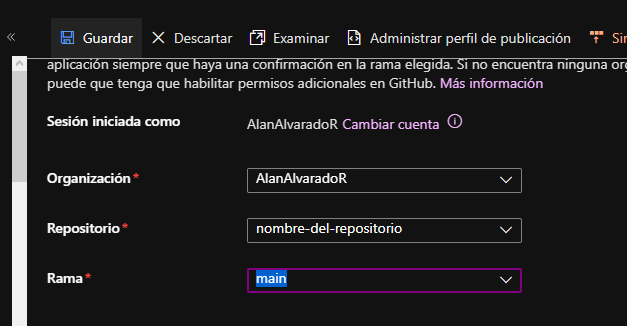 « Guardar Descartar Examinar Administrar perfil de publicación
aplicación siempre que haya una confirmación en la rama elegida. Si no encuentra ninguna
puede que tenga que habilitar permisos adicionales en GitHub. Más información
Sesión iniciada como AlanAlvaradoR Cambiar cuenta
Organización* AlanAlvaradoR
Repositorio* nombre-del-repositorio
Rama* main